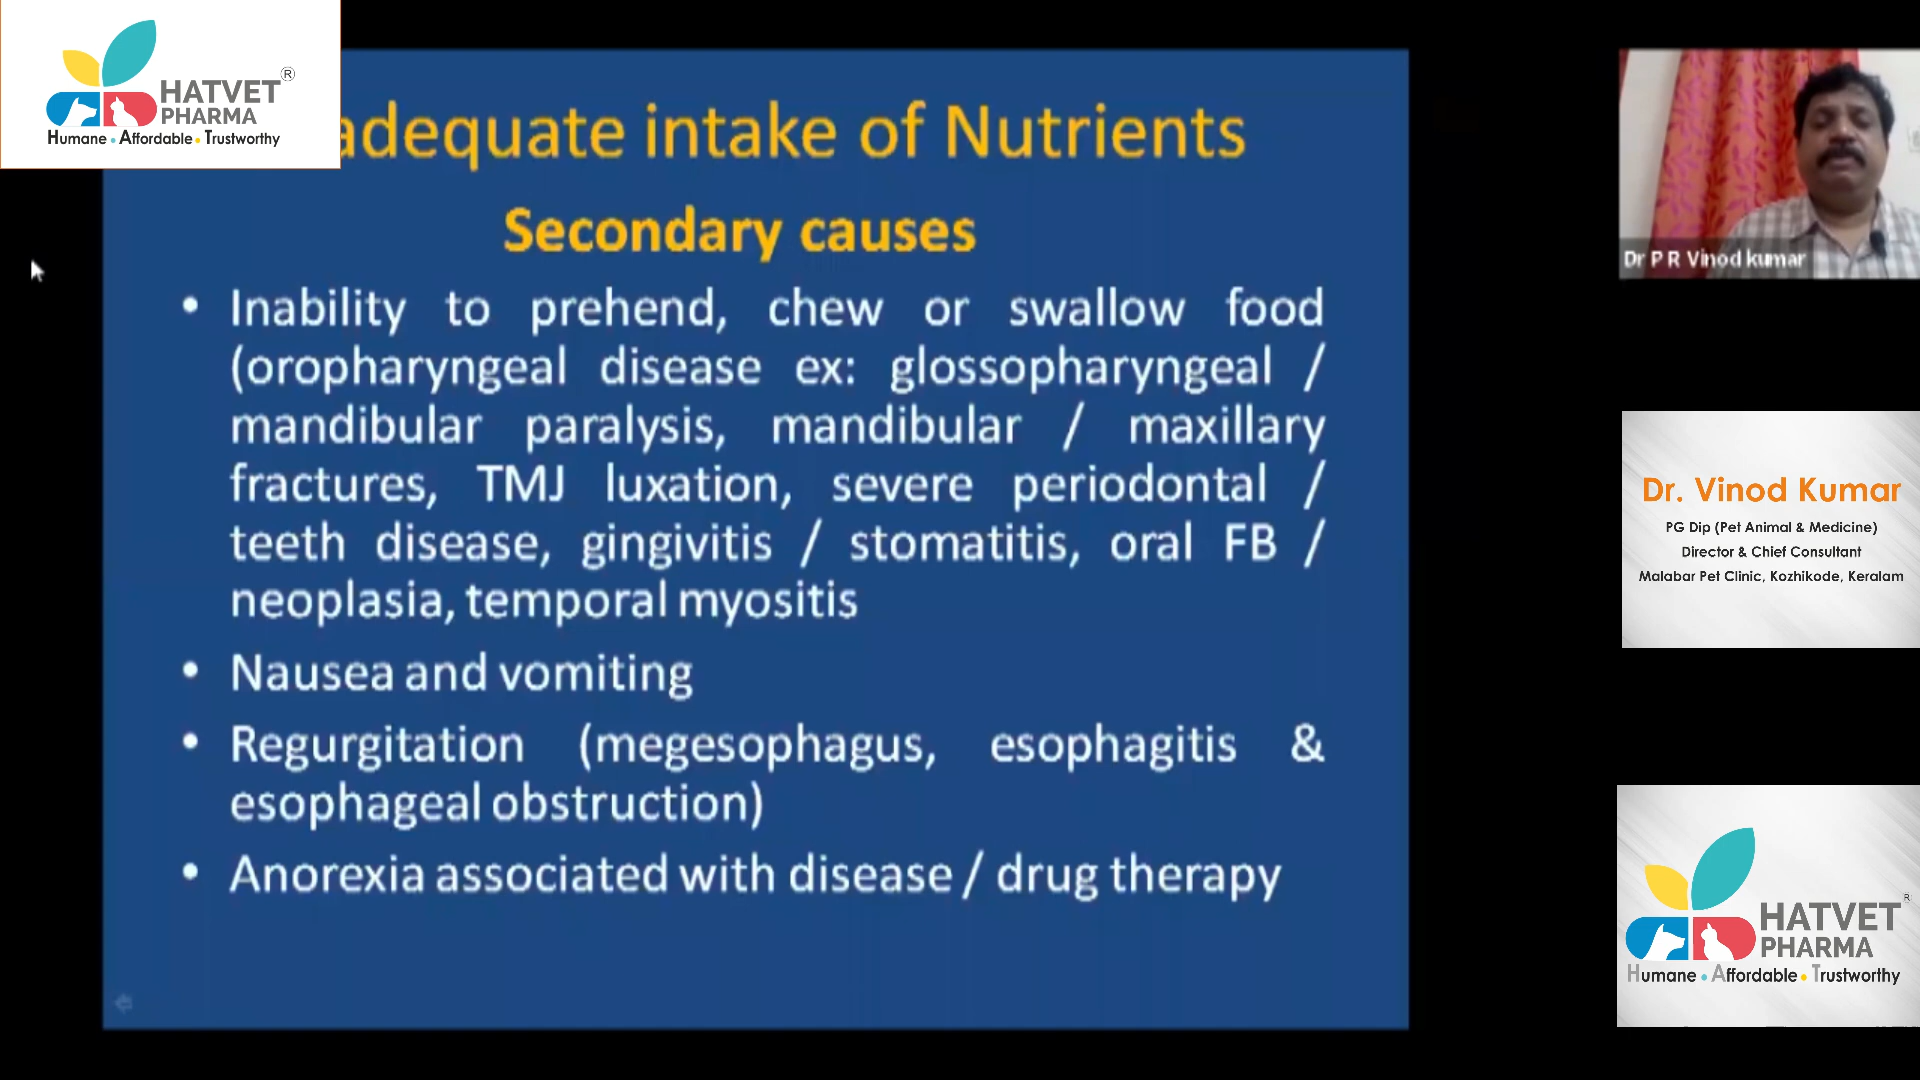 HATVET®
PHARMA
Humane • Affordable • Trustworthy
adequate intake of Nutrients
Secondary causes
• Inability to prehend, chew or swallow food
(oropharyngeal disease ex: glossopharyngeal /
mandibular paralysis, mandibular / maxillary
fractures, TMJ luxation, severe periodontal /
teeth disease, gingivitis / stomatitis, oral FB /
neoplasia, temporal myositis
• Nausea and vomiting
• Regurgitation (megesophagus, esophagitis &
esophageal obstruction)
• Anorexia associated with disease / drug therapy
Dr P R Vinod kumar
Dr. Vinod Kumar
PG Dip (Pet Animal & Medicine)
Director & Chief Consultant
Malabar Pet Clinic, Kozhikode, Keralam
HATVET®
PHARMA
Humane • Affordable • Trustworthy